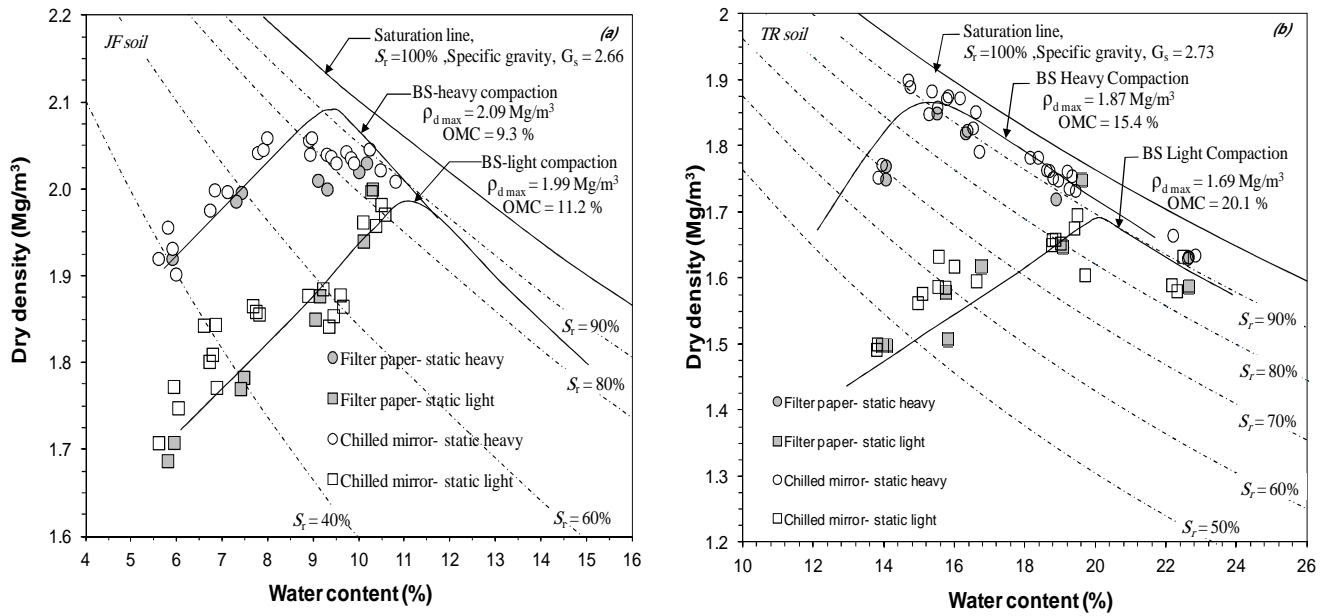 JF soil
(a)
Saturation line,
Sr=100% ,Specific gravity, Gs = 2.66
BS-heavy compaction
ρd max = 2.09 Mg/m³
OMC = 9.3 %
BS-light compaction
ρd max = 1.99 Mg/m³
OMC = 11.2 %
Sr = 90%
Sr = 80%
Sr = 60%
Sr = 40%
Filter paper- static heavy
Filter paper- static light
Chilled mirror- static heavy
Chilled mirror- static light
2.2
2.1
2.0
1.9
1.8
1.7
1.6
4 5 6 7 8 9 10 11 12 13 14 15 16
Dry density (Mg/m³)
Water content (%)
TR soil
(b)
Saturation line,
Sr=100% ,Specific gravity, Gs = 2.73
BS Heavy Compaction
ρd max = 1.87 Mg/m³
OMC = 15.4 %
BS Light Compaction
ρd max = 1.69 Mg/m³
OMC = 20.1 %
Sr = 90%
Sr = 80%
Sr = 70%
Sr = 60%
Sr = 50%
Filter paper- static heavy
Filter paper- static light
Chilled mirror- static heavy
Chilled mirror- static light
2
1.9
1.8
1.7
1.6
1.5
1.4
1.3
1.2
10 12 14 16 18 20 22 24 26
Dry density (Mg/m³)
Water content (%)